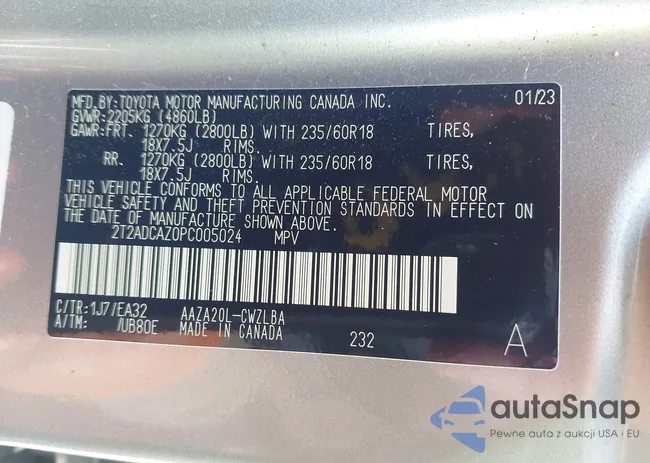 MFD.BY:TOYOTA MOTOR MANUFACTURING CANADA INC. 01/23
GVWR:2205KG (4860LB)
GAWR:FRT. 1270KG (2800LB) WITH 235/60R18 TIRES,
18X7.5J RIMS.
RR. 1270KG (2800LB) WITH 235/60R18 TIRES,
18X7.5J RIMS.
THIS VEHICLE CONFORMS TO ALL APPLICABLE FEDERAL MOTOR
VEHICLE SAFETY AND THEFT PREVENTION STANDARDS IN EFFECT ON
THE DATE OF MANUFACTURE SHOWN ABOVE.
2T2ADCAZ0PC005024 MPV
C/TR:1J7/EA32 AAZA20L-CWZLBA
A/TM: /UB80E MADE IN CANADA 232 A
autaSnap
Pewne auta z aukcji USA i EU